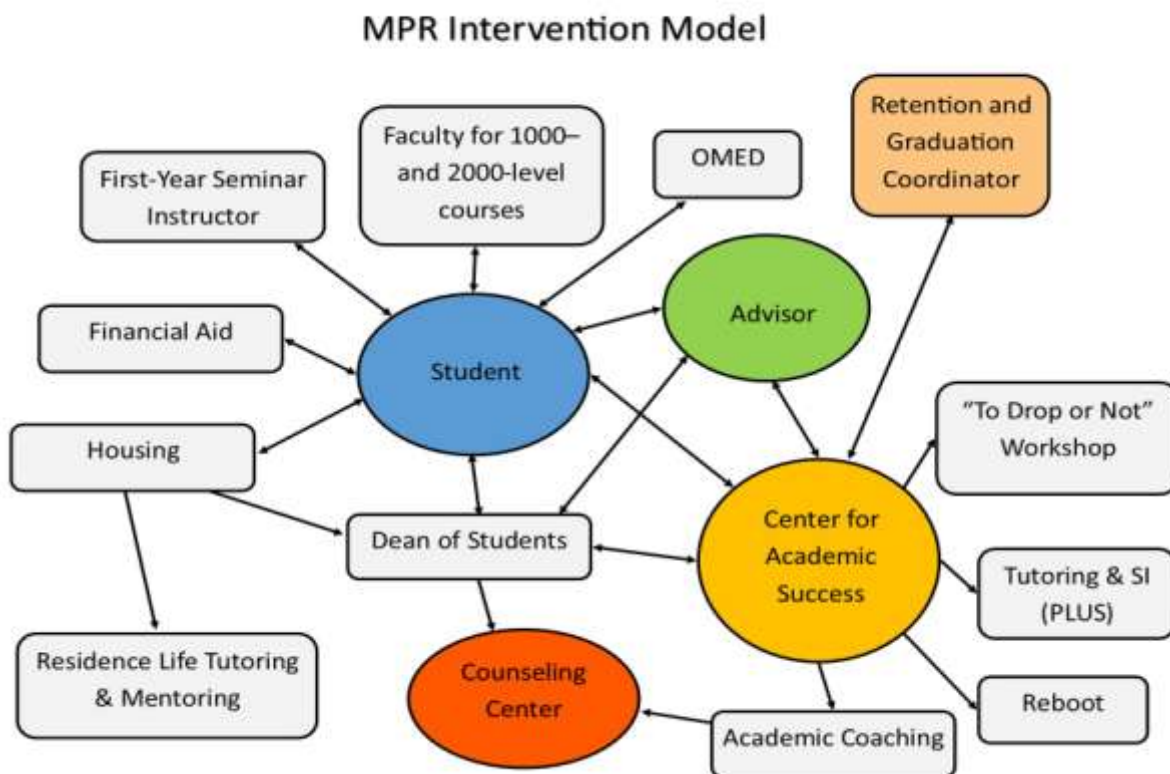 MPR Intervention Model
Faculty for 1000–
and 2000-level
courses
OMED
Retention and
Graduation
Coordinator
First-Year Seminar
Instructor
Financial Aid
Student
Advisor
Housing
“To Drop or Not”
Workshop
Dean of Students
Center for
Academic
Success
Tutoring & SI
(PLUS)
Residence Life Tutoring
& Mentoring
Counseling
Center
Academic Coaching
Reboot